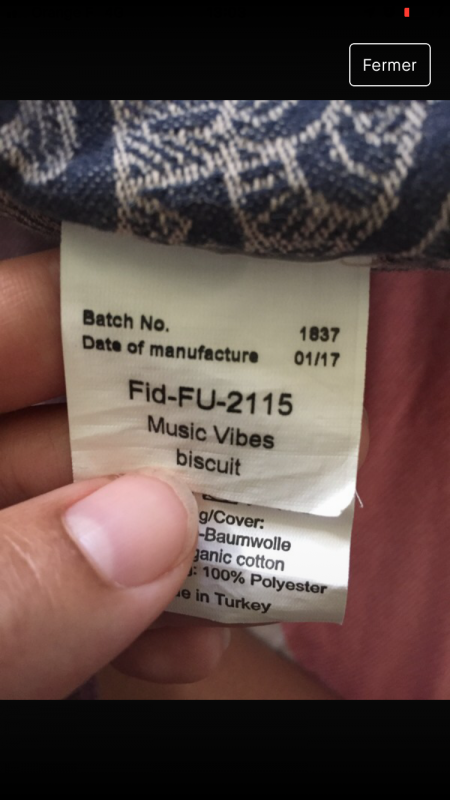 Fermer
Batch No. 1837
Date of manufacture 01/17
Fid-FU-2115
Music Vibes
biscuit
g/Cover:
-Baumwolle
ganic cotton
: 100% Polyester
e in Turkey